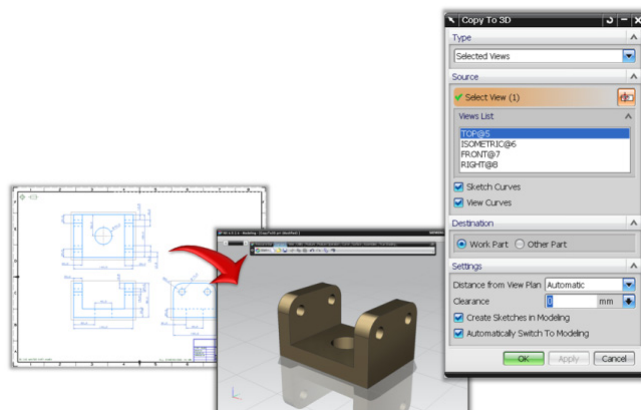 Copy To 3D
Type
Selected Views
Source
Select View (1)
Views List
TOP@5
ISOMETRIC@6
FRONT@7
RIGHT@8
Sketch Curves
View Curves
Destination
Work Part Other Part
Settings
Distance from View Plan Automatic
Clearance 0 mm
Create Sketches in Modeling
Automatically Switch To Modeling
OK Apply Cancel